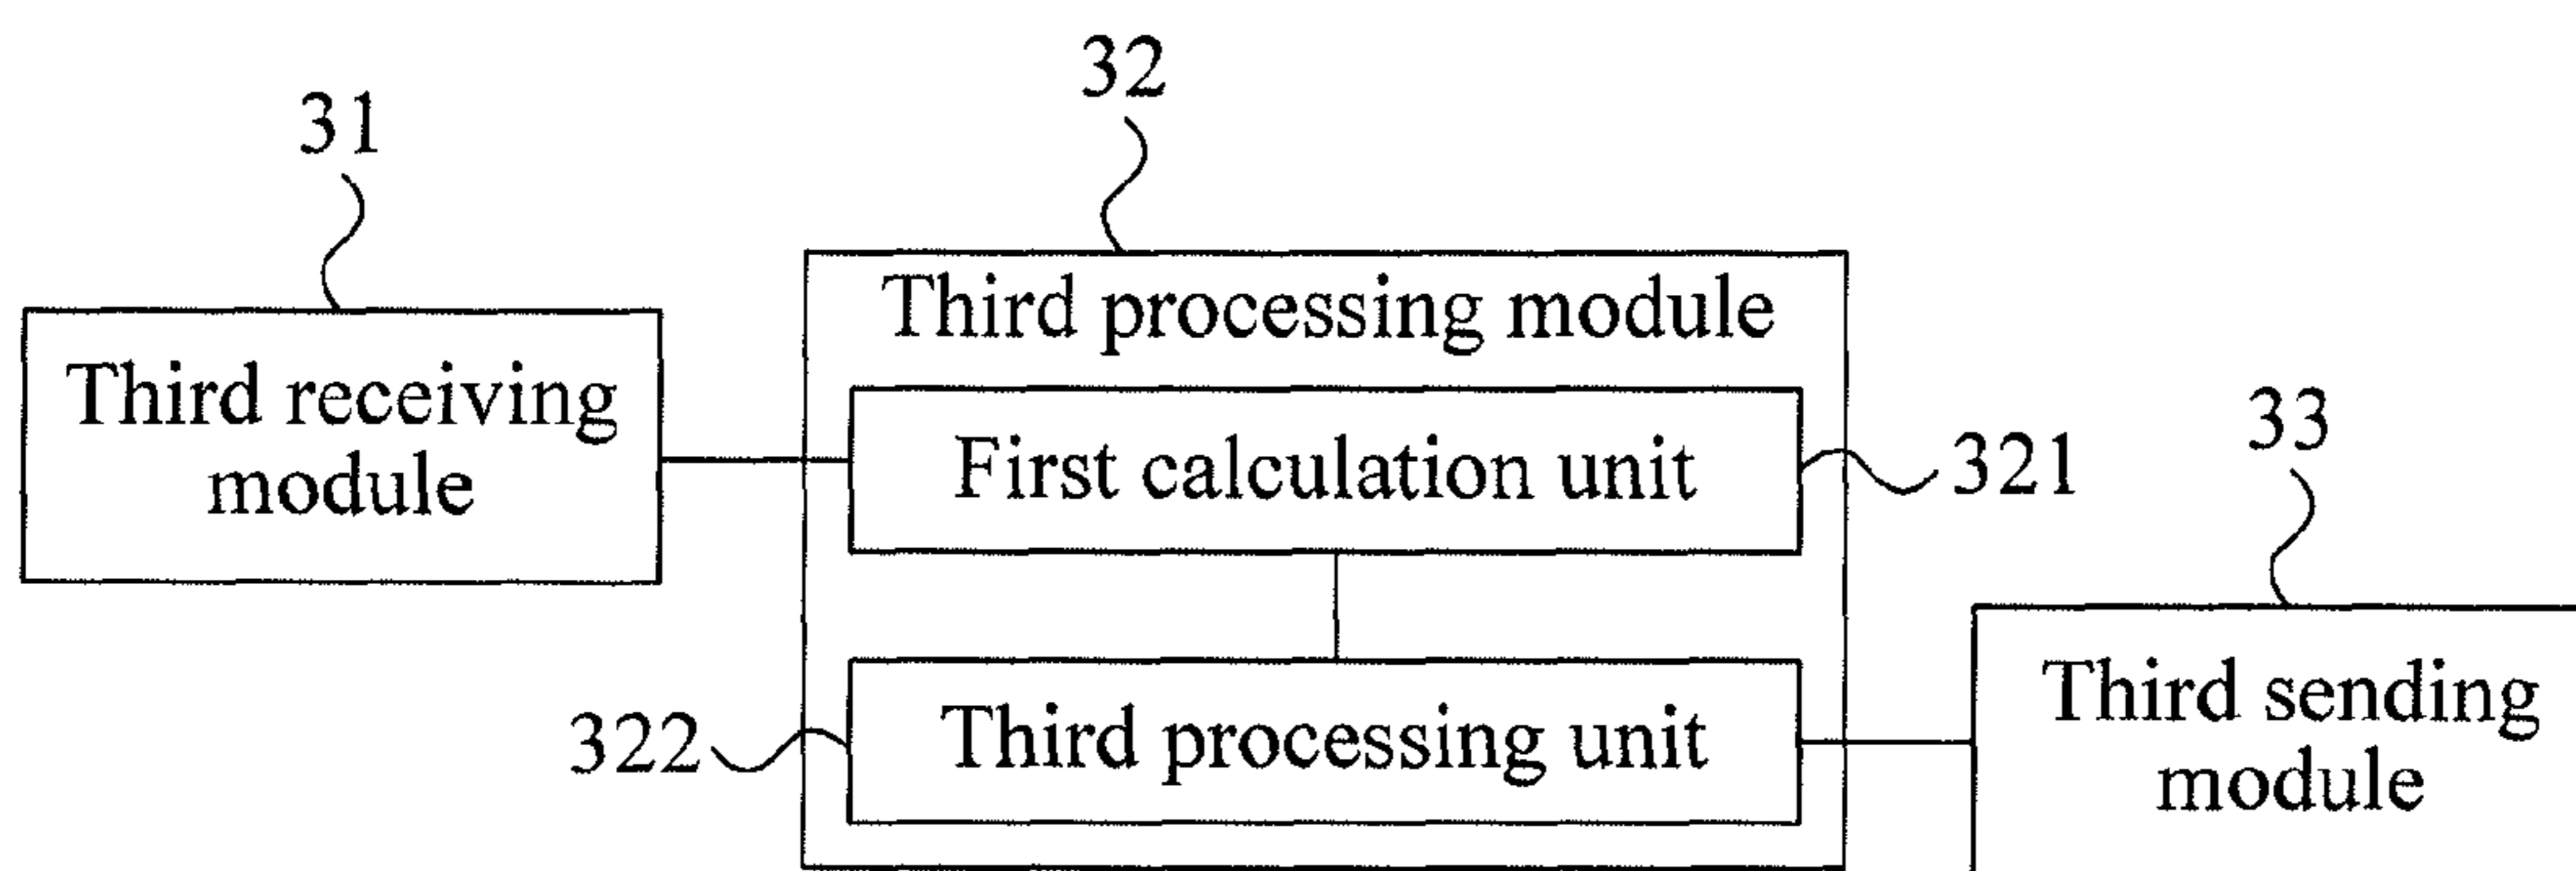 32
31
Third processing module
Third receiving
module
First calculation unit
321
33
322
Third processing unit
Third sending
module